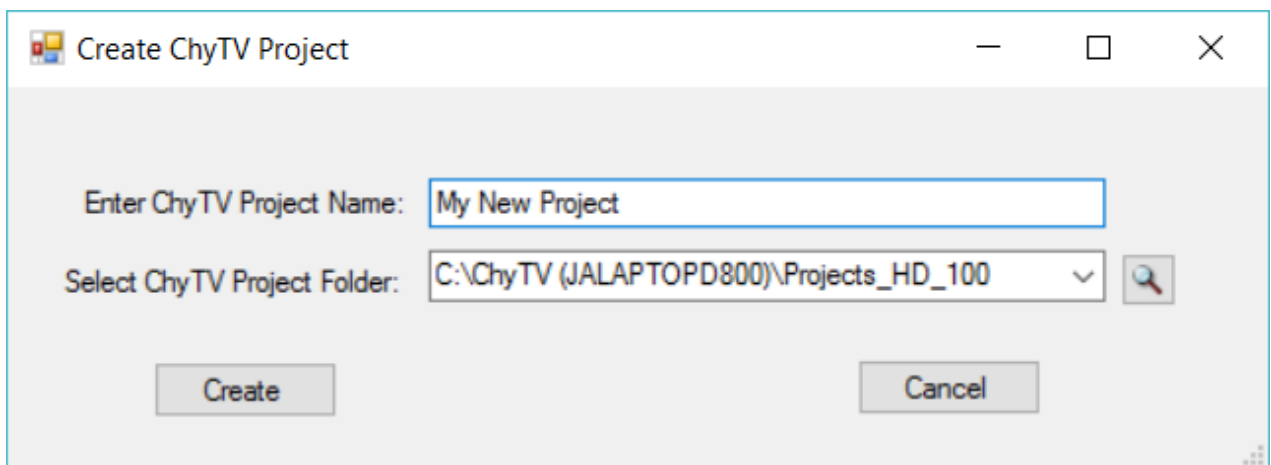 Create ChyTV Project
Enter ChyTV Project Name: My New Project
Select ChyTV Project Folder: C:\ChyTV (JALAPTOPD800)\Projects_HD_100
Create Cancel